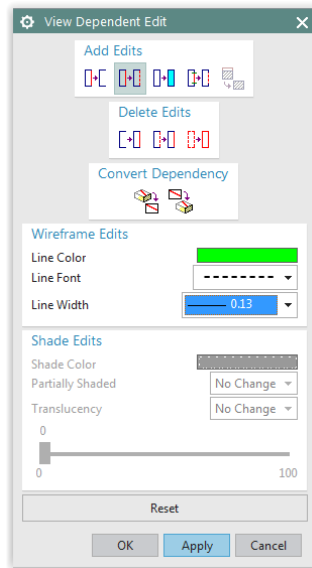 View Dependent Edit
Add Edits
Delete Edits
Convert Dependency
Wireframe Edits
Line Color
Line Font
Line Width 0.13
Shade Edits
Shade Color
Partially Shaded No Change
Translucency No Change
0
0 100
Reset
OK Apply Cancel